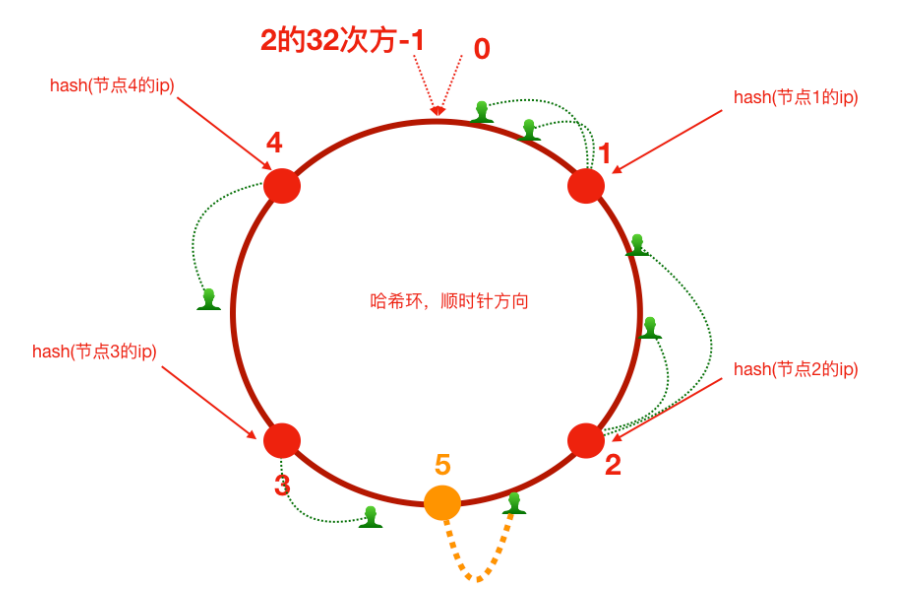 2的32次方-1
0
hash(节点4的ip)
hash(节点1的ip)
4
1
哈希环，顺时针方向
hash(节点3的ip)
hash(节点2的ip)
5
2
3